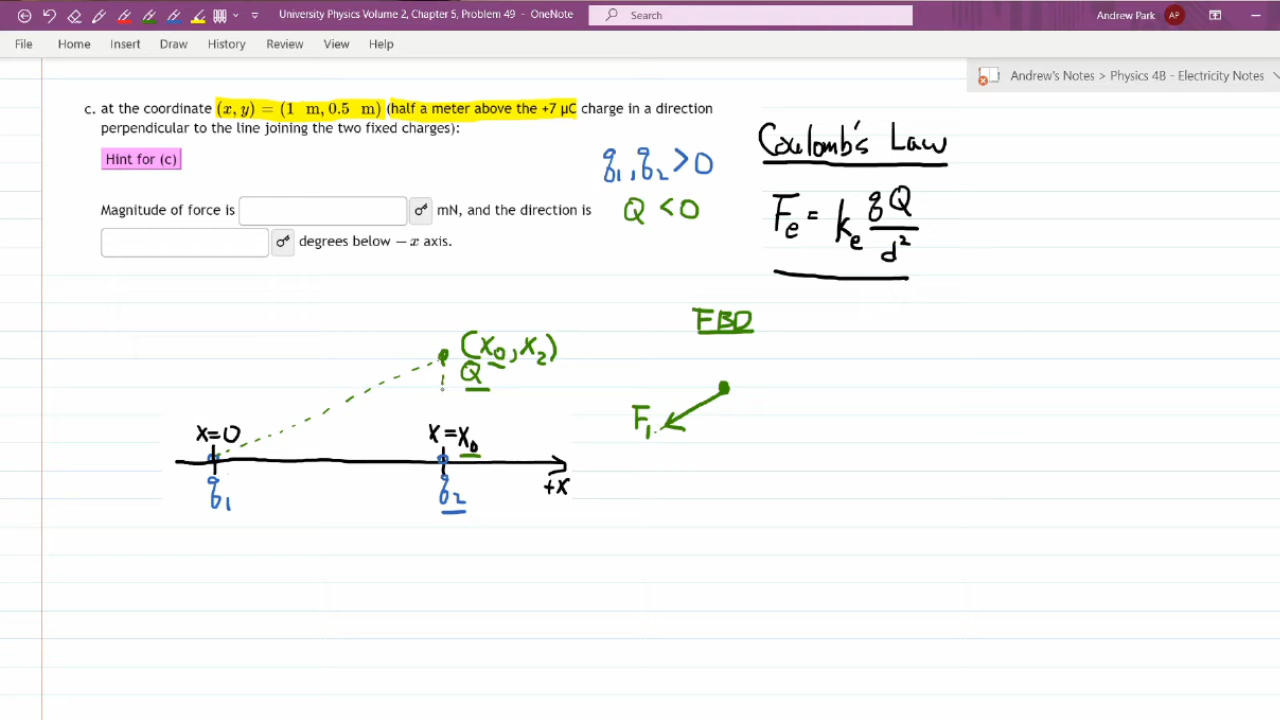 University Physics Volume 2, Chapter 5, Problem 49 - OneNote
Search
Andrew Park AP
File Home Insert Draw History Review View Help
Andrew's Notes > Physics 4B - Electricity Notes
c. at the coordinate (x, y) = (1 m, 0.5 m) (half a meter above the +7 μC charge in a direction
perpendicular to the line joining the two fixed charges):
Hint for (c)
Magnitude of force is mN, and the direction is
degrees below −x axis.
q₁, q₂ > 0
Q < 0
Coulomb's Law
Fₑ = kₑ qQ/d²
FBD
(x₀, x₂)
Q
F₁
x=0
x=x₀
+x
q₁
q₂